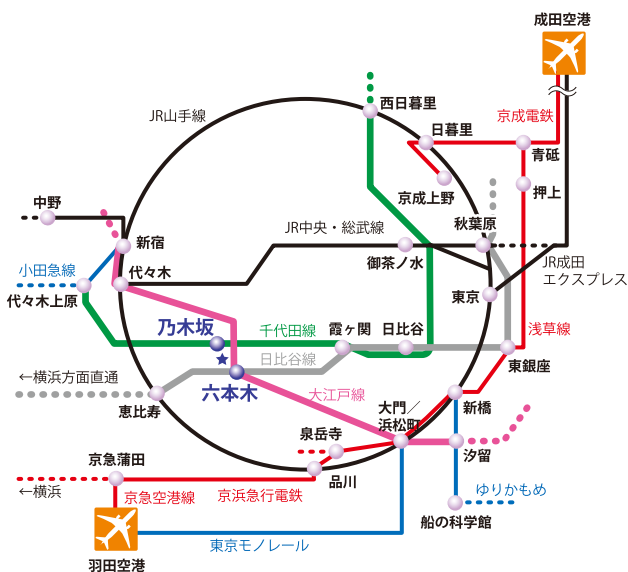 成田空港
西日暮里
JR山手線
日暮里
京成電鉄
青砥
京成上野
押上
中野
秋葉原
新宿
JR中央・総武線
御茶ノ水
小田急線
代々木
JR成田
エクスプレス
代々木上原
東京
乃木坂
千代田線
霞ヶ関
日比谷
浅草線
日比谷線
東銀座
←横浜方面直通
六本木
大江戸線
恵比寿
大門／
浜松町
新橋
泉岳寺
京急蒲田
汐留
品川
←横浜
京急空港線
京浜急行電鉄
ゆりかもめ
船の科学館
東京モノレール
羽田空港